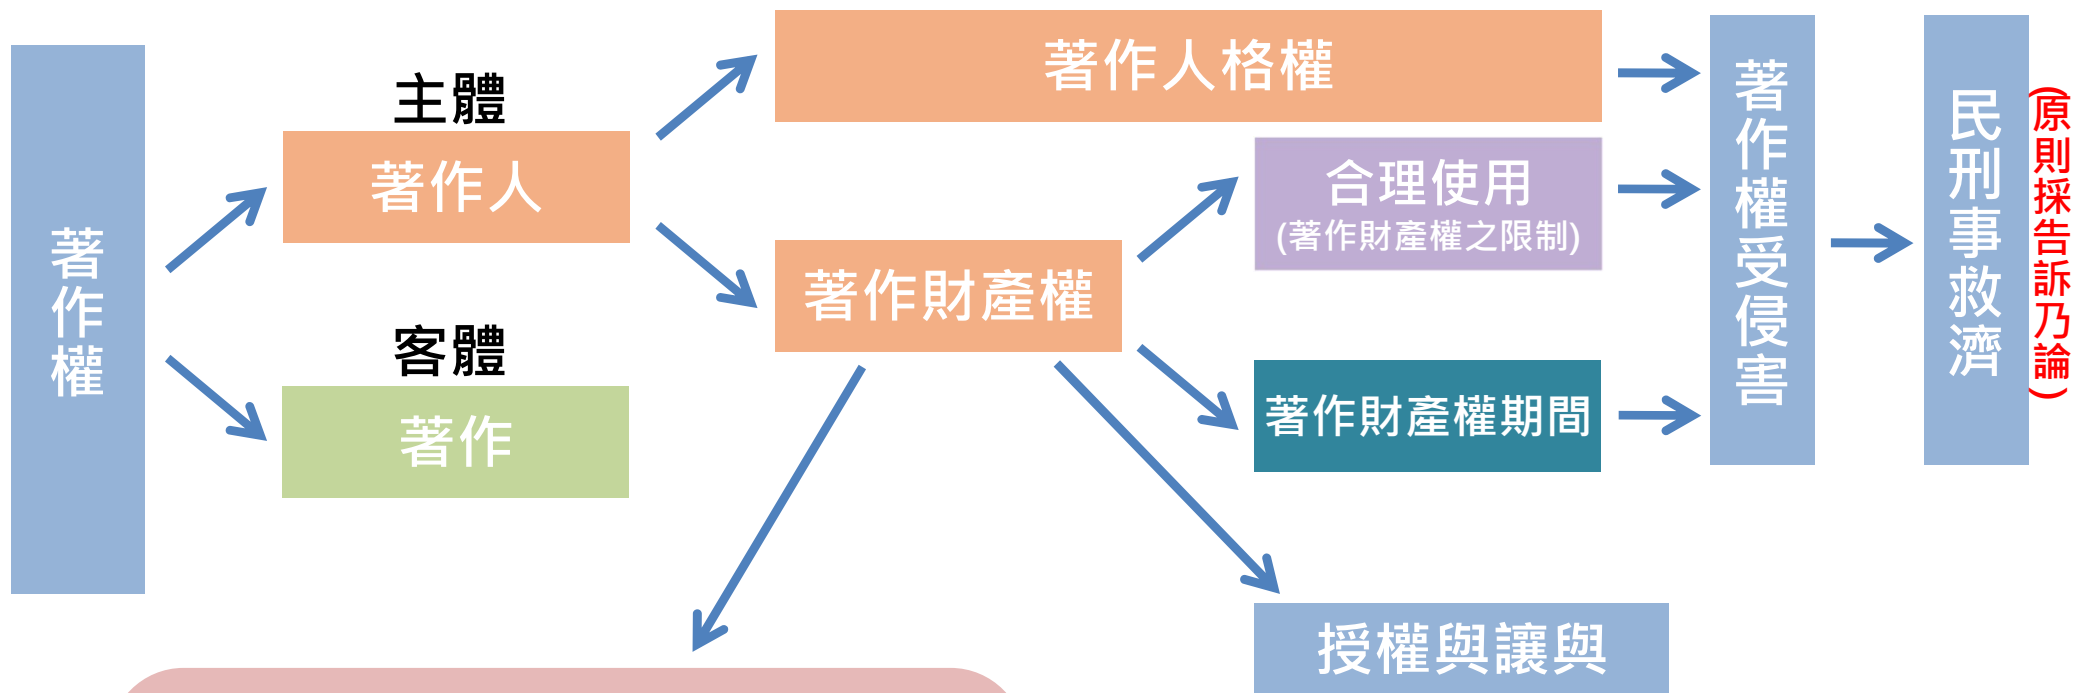 著作權
主體
著作人
客體
著作
著作人格權
著作財產權
合理使用
(著作財產權之限制)
著作財產權期間
授權與讓與
著作權受侵害
民刑事救濟
(原則採告訴乃論)